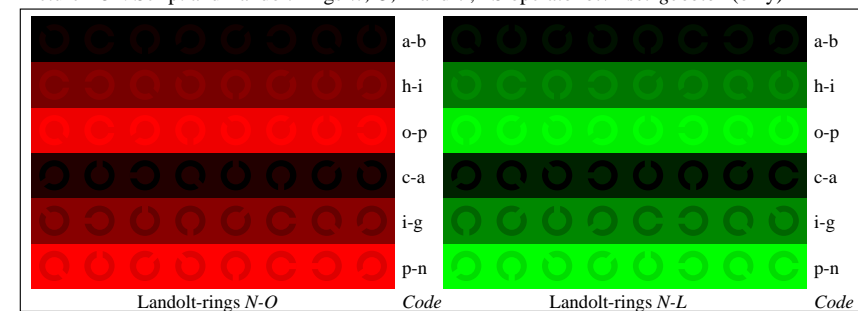 a-b a-b
h-i h-i
o-p o-p
c-a c-a
i-g i-g
p-n p-n
Landolt-rings N-O Code Landolt-rings N-L Code